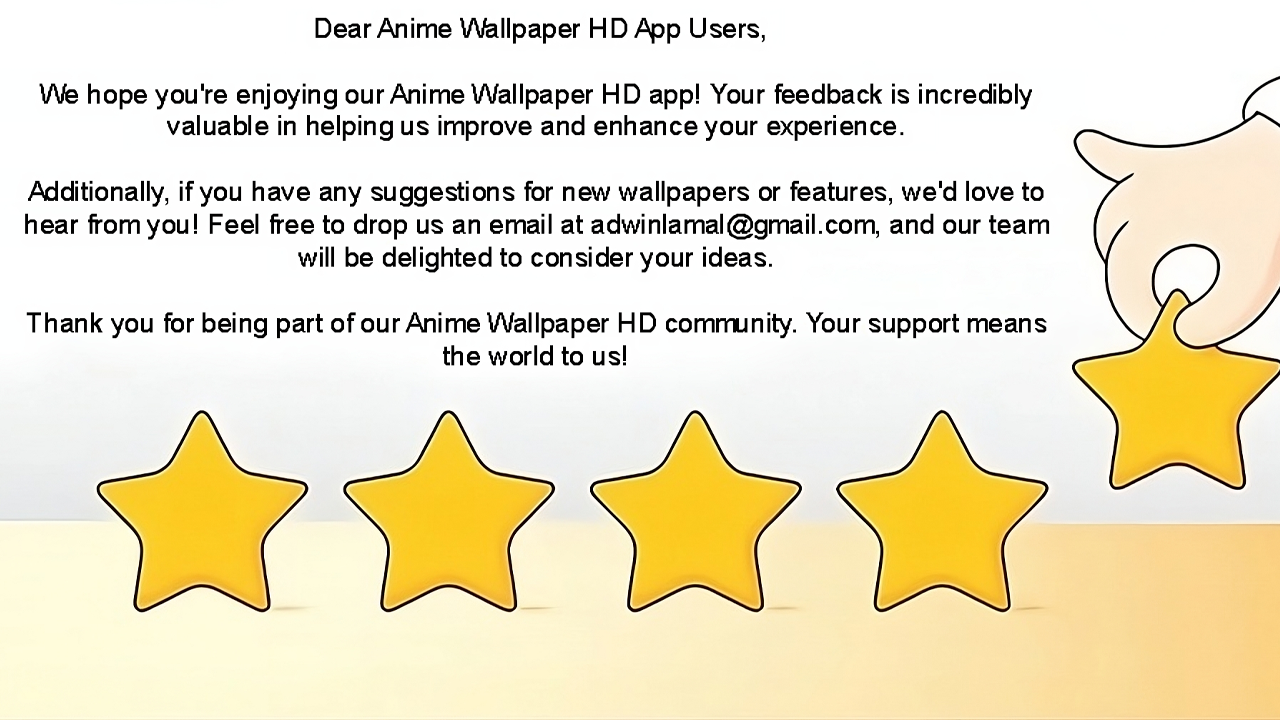 Dear Anime Wallpaper HD App Users,
We hope you're enjoying our Anime Wallpaper HD app! Your feedback is incredibly
valuable in helping us improve and enhance your experience.
Additionally, if you have any suggestions for new wallpapers or features, we'd love to
hear from you! Feel free to drop us an email at adwinlamal@gmail.com, and our team
will be delighted to consider your ideas.
Thank you for being part of our Anime Wallpaper HD community. Your support means
the world to us!